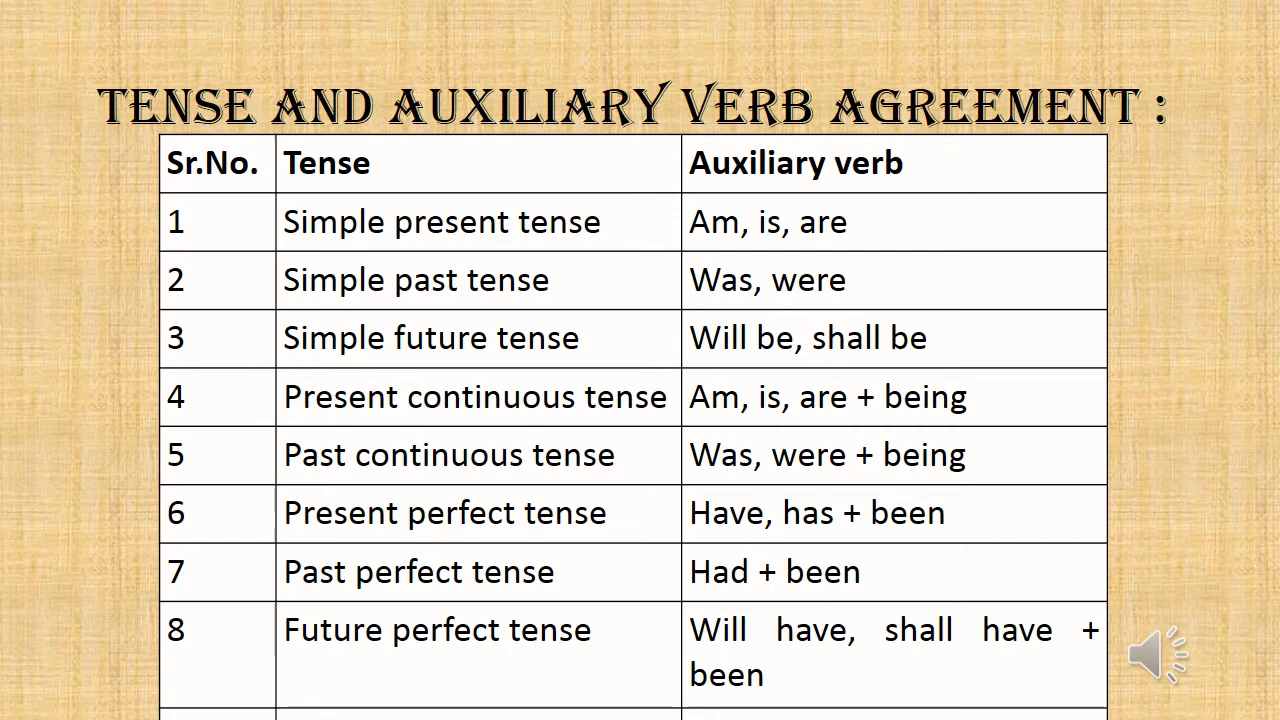 TENSE AND AUXILIARY VERB AGREEMENT :
Sr.No. Tense Auxiliary verb
1 Simple present tense Am, is, are
2 Simple past tense Was, were
3 Simple future tense Will be, shall be
4 Present continuous tense Am, is, are + being
5 Past continuous tense Was, were + being
6 Present perfect tense Have, has + been
7 Past perfect tense Had + been
8 Future perfect tense Will have, shall have +
been